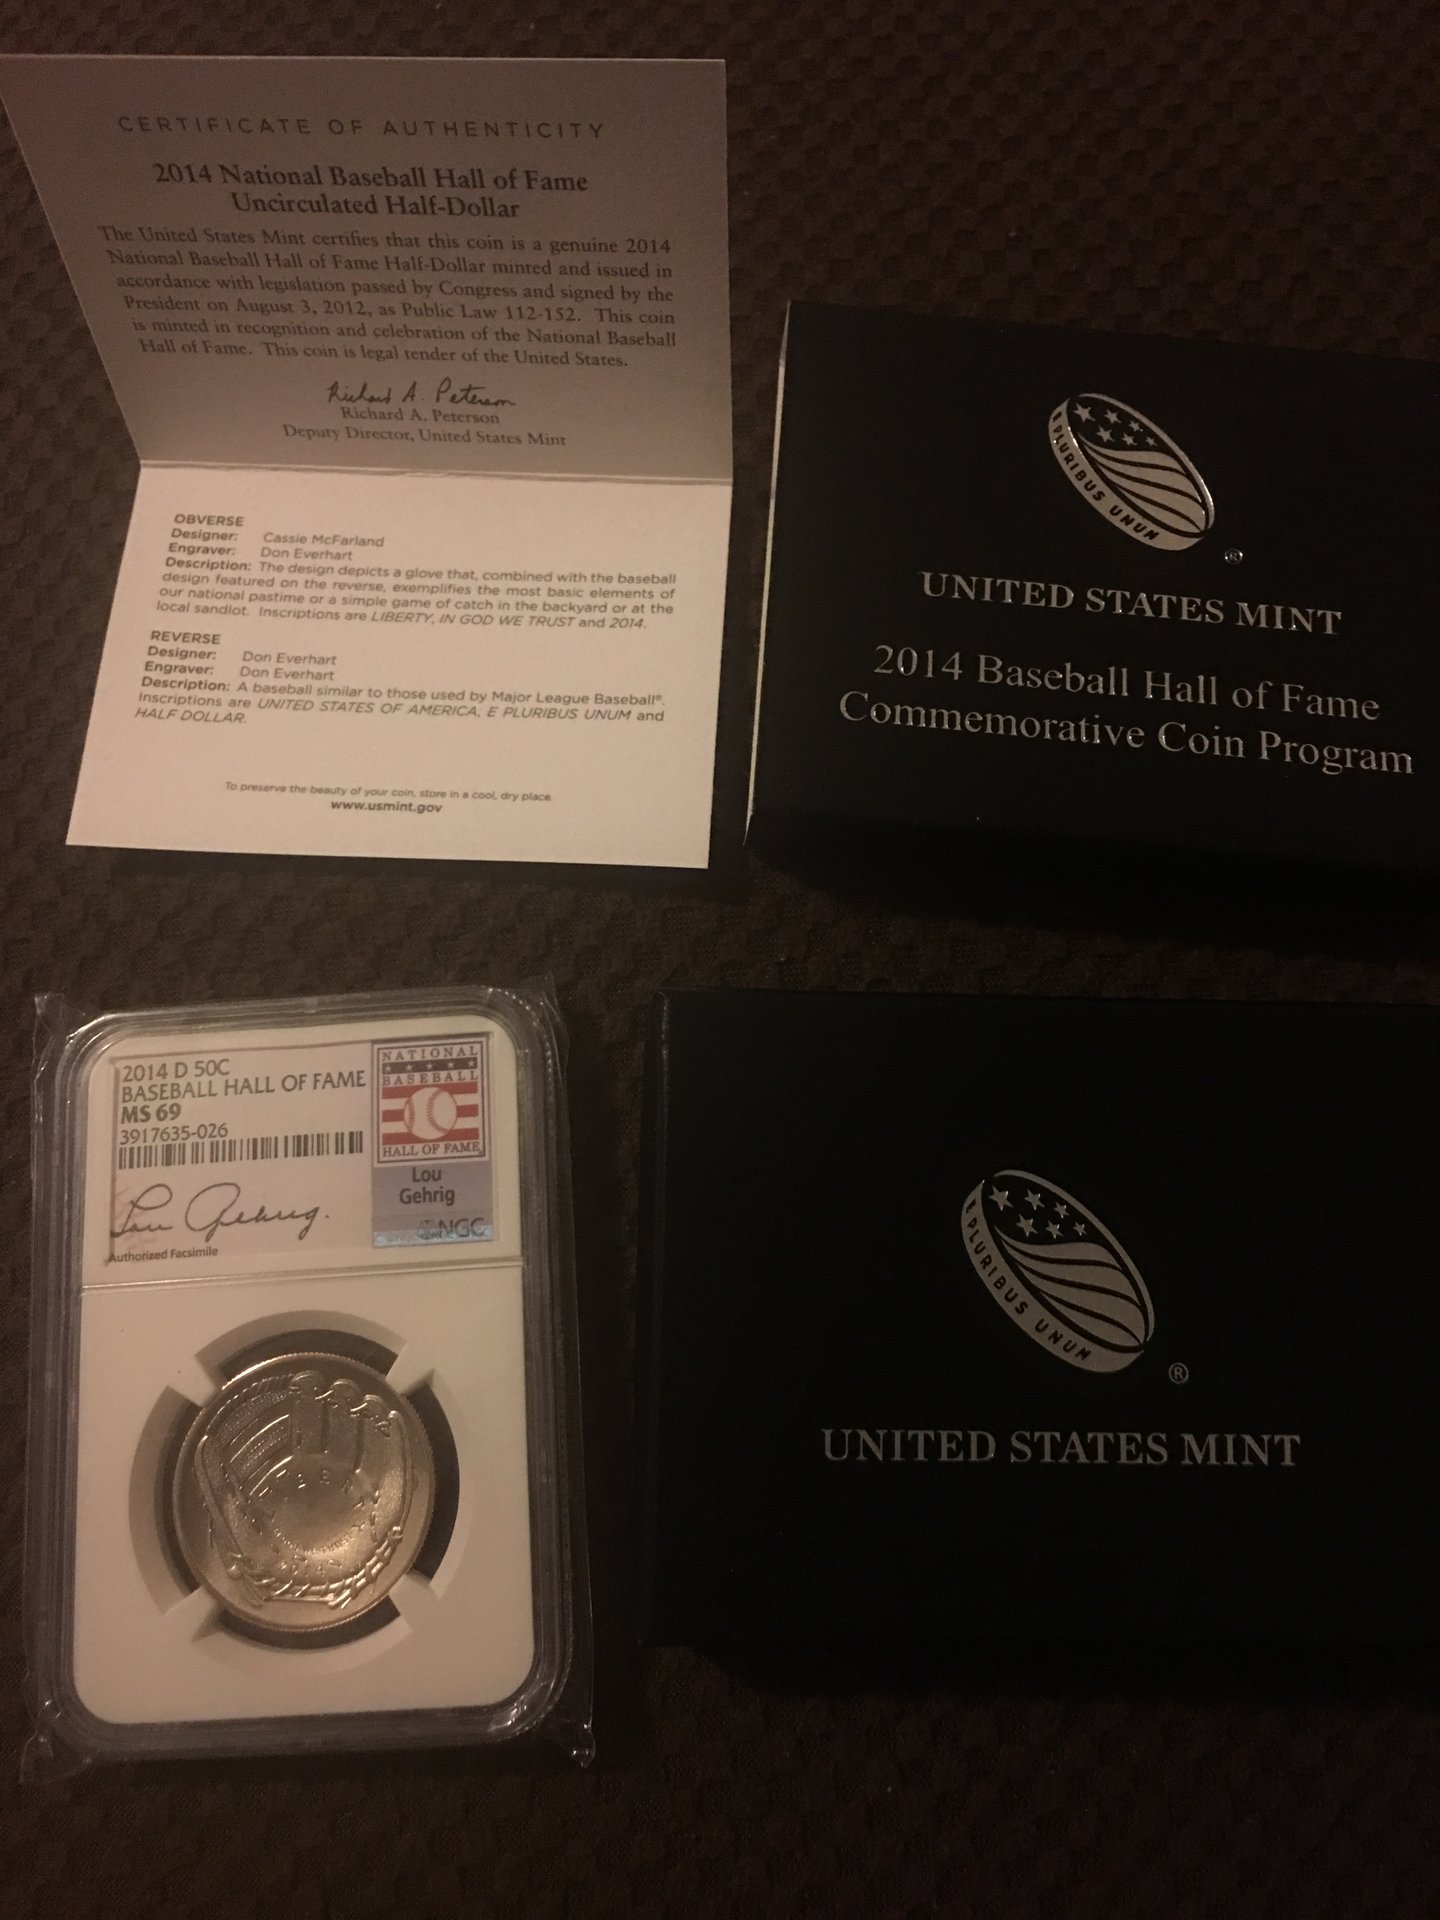 CERTIFICATE OF AUTHENTICITY
2014 National Baseball Hall of Fame
Uncirculated Half-Dollar
The United States Mint certifies that this coin is a genuine 2014
National Baseball Hall of Fame Half-Dollar minted and issued in
accordance with legislation passed by Congress and signed by the
President on August 3, 2012, as Public Law 112-152. This coin
is minted in recognition and celebration of the National Baseball
Hall of Fame. This coin is legal tender of the United States.
Richard A. Peterson
Richard A. Peterson
Deputy Director, United States Mint
OBVERSE
Designer: Cassie McFarland
Engraver: Don Everhart
Description: The design depicts a glove that, combined with the baseball
design featured on the reverse, exemplifies the most basic elements of
our national pastime or a simple game of catch in the backyard or at the
local sandlot. Inscriptions are LIBERTY, IN GOD WE TRUST and 2014.
REVERSE
Designer: Don Everhart
Engraver: Don Everhart
Description: A baseball similar to those used by Major League Baseball®.
Inscriptions are UNITED STATES OF AMERICA, E PLURIBUS UNUM and
HALF DOLLAR.
To preserve the beauty of your coin, store in a cool, dry place.
www.usmint.gov
E PLURIBUS UNUM
®
UNITED STATES MINT
2014 Baseball Hall of Fame
Commemorative Coin Program
2014 D 50C
BASEBALL HALL OF FAME
MS 69
3917635-026
Lou Gehrig.
Authorized Facsimile
NATIONAL
BASEBALL
HALL OF FAME
Lou
Gehrig
NGC
E PLURIBUS UNUM
®
UNITED STATES MINT